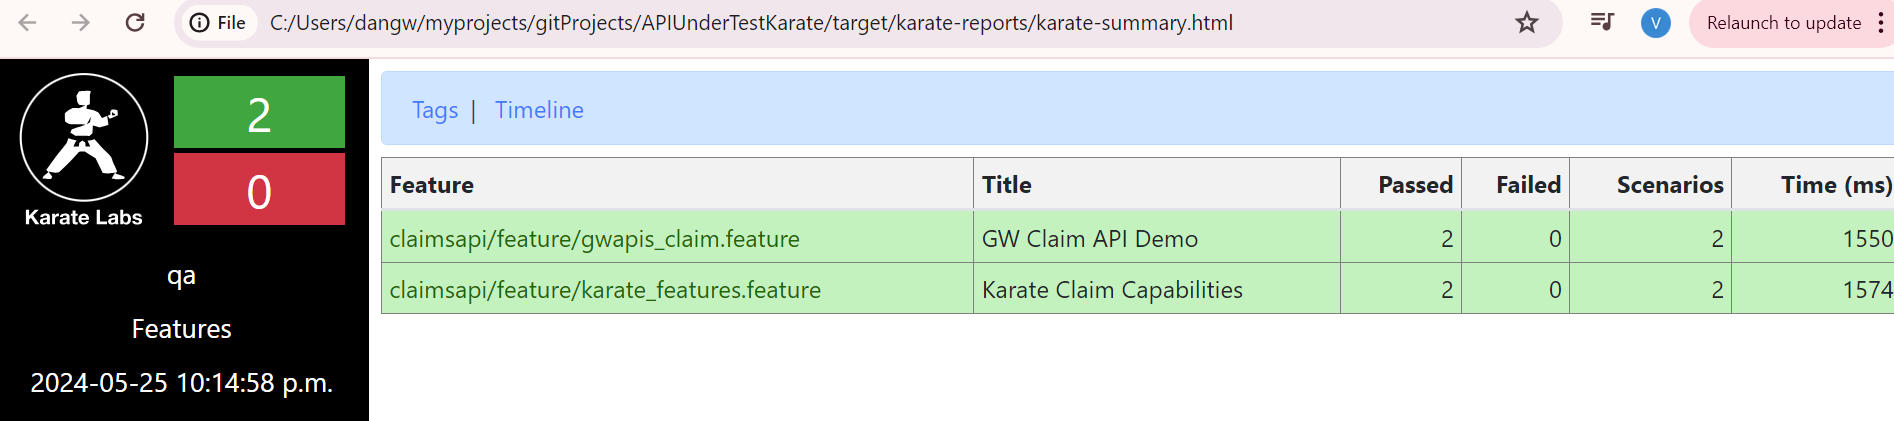 File C:/Users/dangw/myprojects/gitProjects/APIUnderTestKarate/target/karate-reports/karate-summary.html V Relaunch to update
Karate Labs
2
0
qa
Features
2024-05-25 10:14:58 p.m.
Tags | Timeline
Feature Title Passed Failed Scenarios Time (ms)
claimsapi/feature/gwapis_claim.feature GW Claim API Demo 2 0 2 1550
claimsapi/feature/karate_features.feature Karate Claim Capabilities 2 0 2 1574